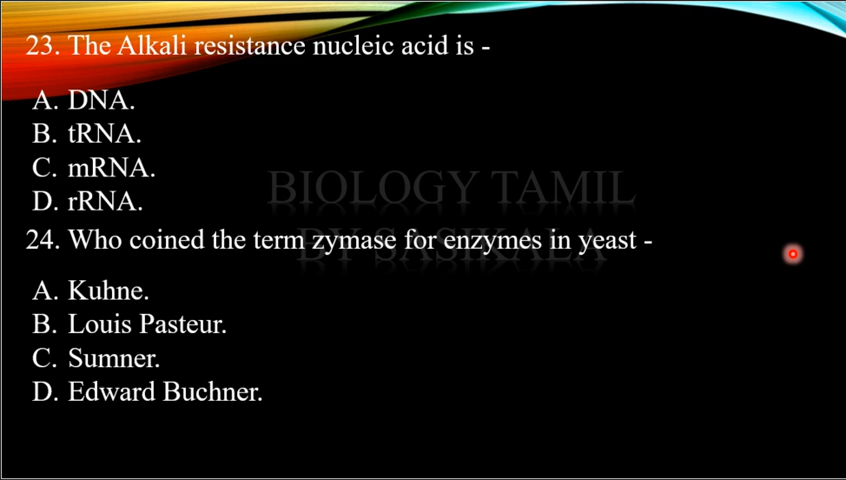 23. The Alkali resistance nucleic acid is -
A. DNA.
B. tRNA.
C. mRNA.
D. rRNA.
BIOLOGY TAMIL
BY SASIKALA
24. Who coined the term zymase for enzymes in yeast -
A. Kuhne.
B. Louis Pasteur.
C. Sumner.
D. Edward Buchner.